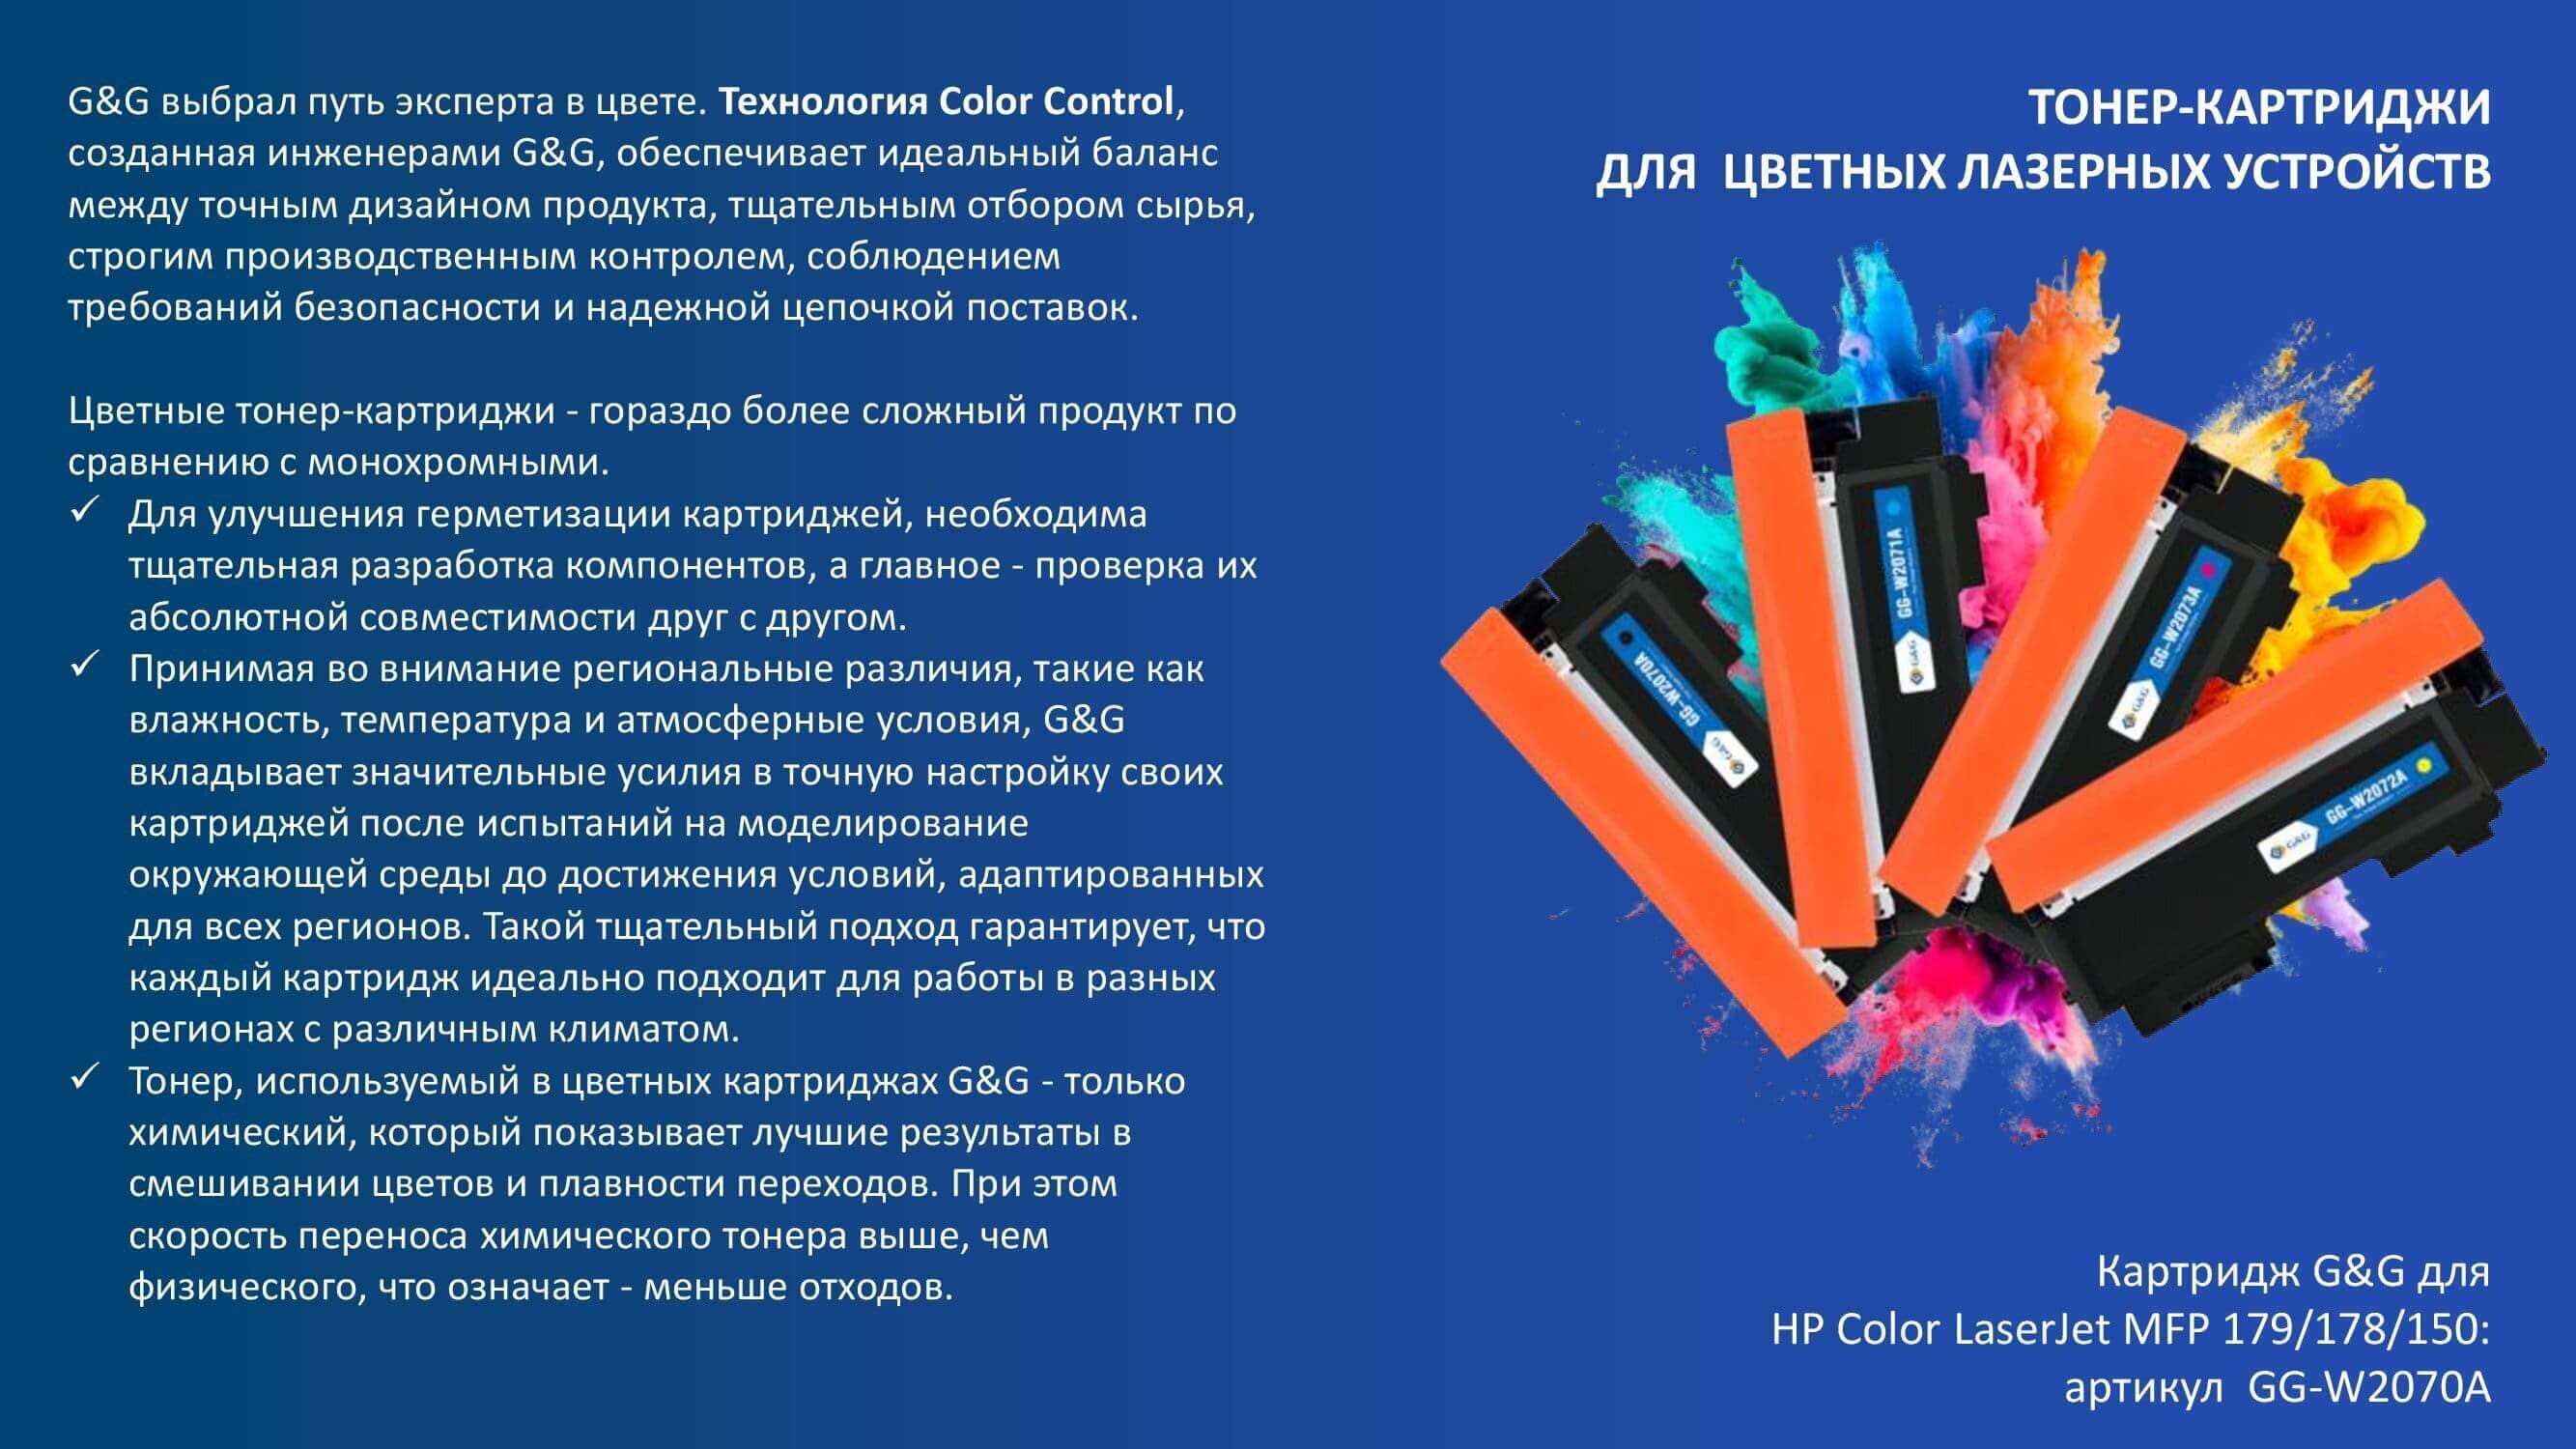 G&G выбрал путь эксперта в цвете. Технология Color Control,
созданная инженерами G&G, обеспечивает идеальный баланс
между точным дизайном продукта, тщательным отбором сырья,
строгим производственным контролем, соблюдением
требований безопасности и надежной цепочкой поставок.
Цветные тонер-картриджи - гораздо более сложный продукт по
сравнению с монохромными.
✓ Для улучшения герметизации картриджей, необходима
тщательная разработка компонентов, а главное - проверка их
абсолютной совместимости друг с другом.
✓ Принимая во внимание региональные различия, такие как
влажность, температура и атмосферные условия, G&G
вкладывает значительные усилия в точную настройку своих
картриджей после испытаний на моделирование
окружающей среды до достижения условий, адаптированных
для всех регионов. Такой тщательный подход гарантирует, что
каждый картридж идеально подходит для работы в разных
регионах с различным климатом.
✓ Тонер, используемый в цветных картриджах G&G - только
химический, который показывает лучшие результаты в
смешивании цветов и плавности переходов. При этом
скорость переноса химического тонера выше, чем
физического, что означает - меньше отходов.
ТОНЕР-КАРТРИДЖИ
ДЛЯ ЦВЕТНЫХ ЛАЗЕРНЫХ УСТРОЙСТВ
GG-W2070A
G&G
GG-W2071A
G&G
GG-W2073A
G&G
GG-W2072A
G&G
Картридж G&G для
HP Color LaserJet MFP 179/178/150:
артикул GG-W2070A